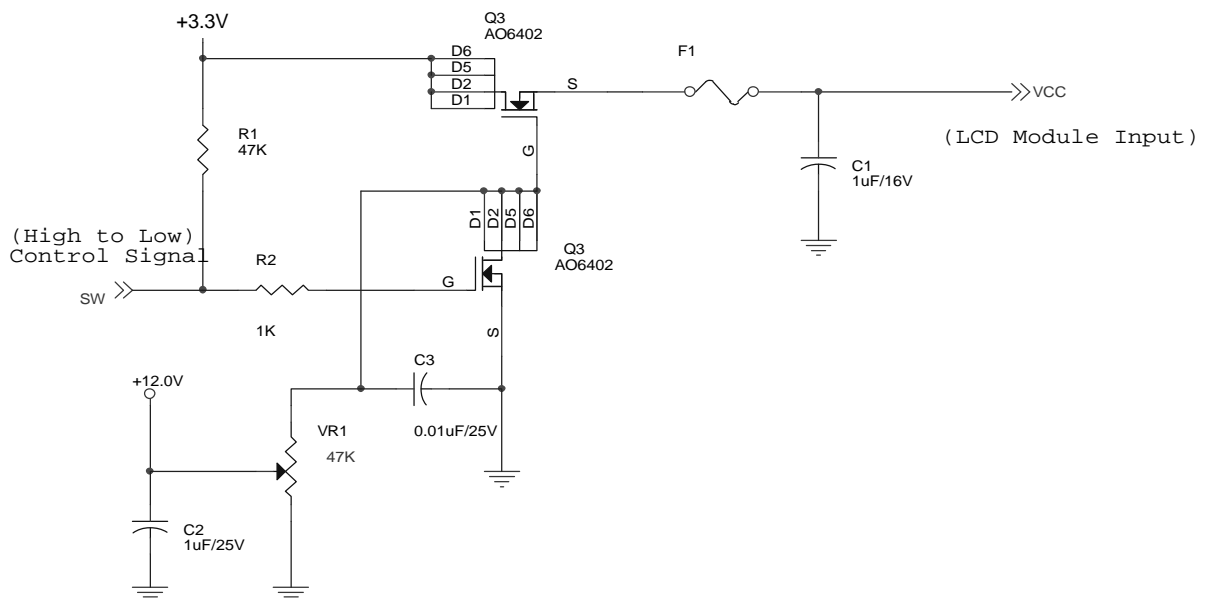 Q3
AO6402
+3.3V
D6
D5
D2
D1
S
F1
VCC
(LCD Module Input)
R1
47K
G
C1
1uF/16V
D1
D2
D5
D6
(High to Low)
Control Signal
Q3
AO6402
R2
G
SW
1K
S
C3
+12.0V
VR1
47K
0.01uF/25V
C2
1uF/25V